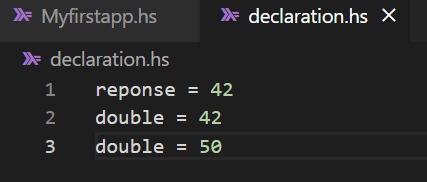 Myfirstapp.hs declaration.hs
declaration.hs
1 reponse = 42
2 double = 42
3 double = 50